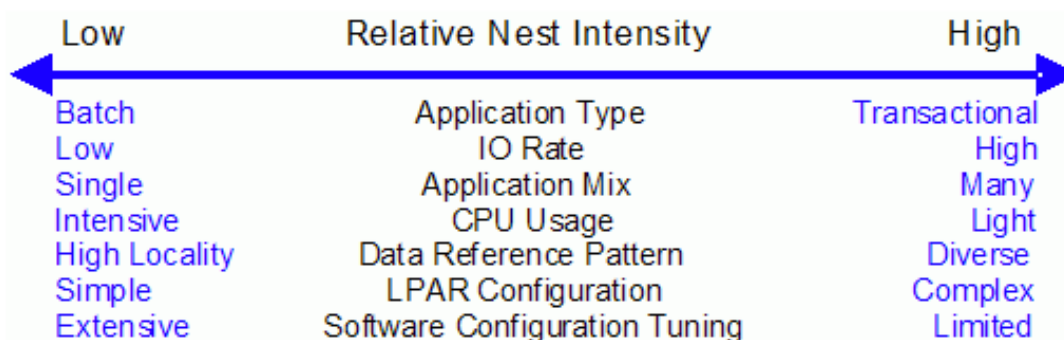 Low Relative Nest Intensity High
Batch Application Type Transactional
Low IO Rate High
Single Application Mix Many
Intensive CPU Usage Light
High Locality Data Reference Pattern Diverse
Simple LPAR Configuration Complex
Extensive Software Configuration Tuning Limited